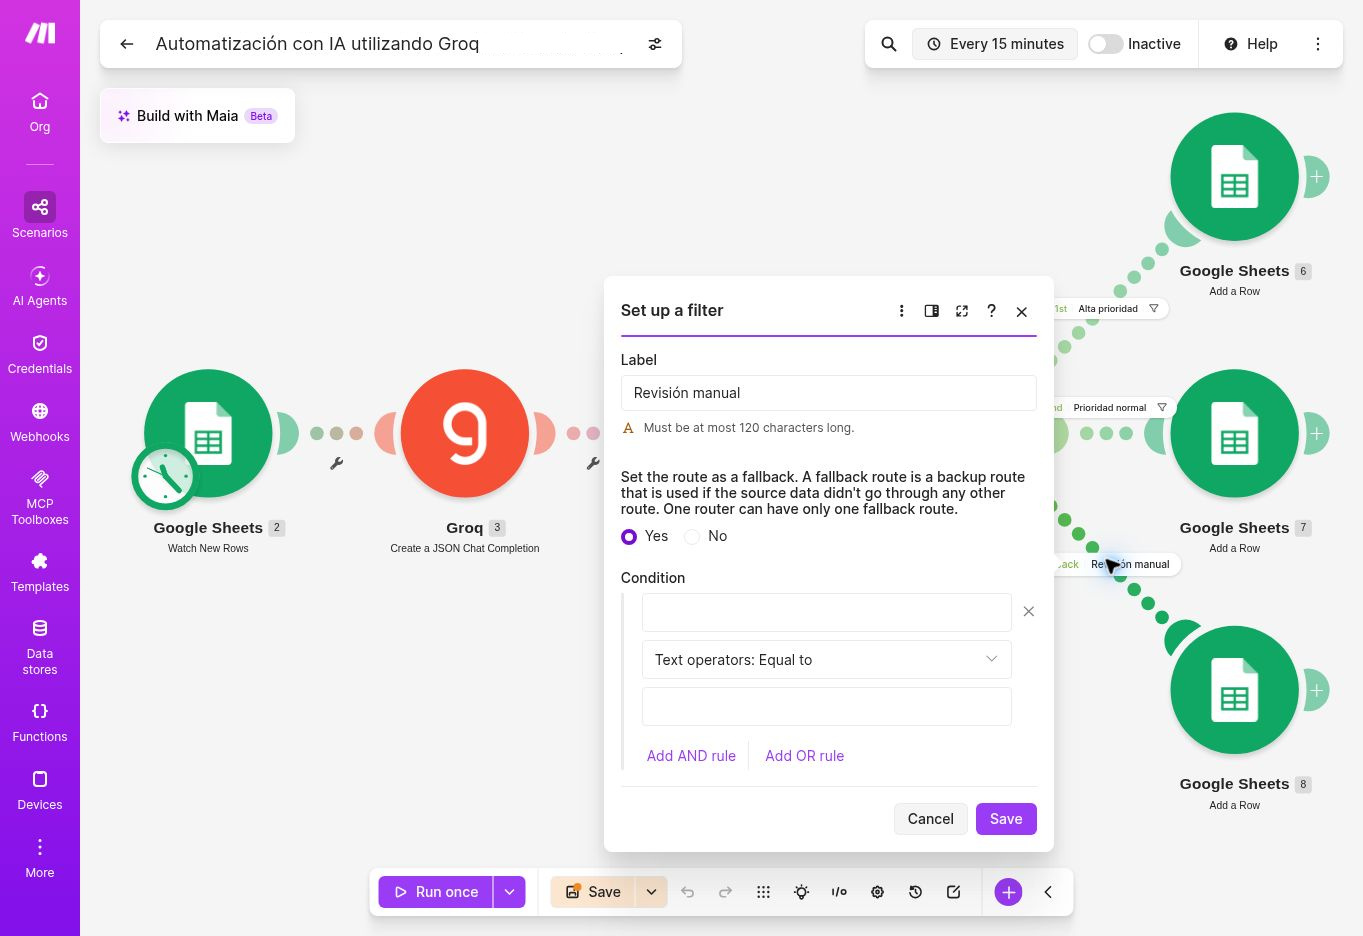 Automatización con IA utilizando Groq
Every 15 minutes
Inactive
Help
Build with Maia Beta
Org
Scenarios
AI Agents
Credentials
Webhooks
MCP
Toolboxes
Templates
Data
stores
Functions
Devices
More
Google Sheets 2
Watch New Rows
Groq 3
Create a JSON Chat Completion
Set up a filter
Label
Revisión manual
Must be at most 120 characters long.
Set the route as a fallback. A fallback route is a backup route
that is used if the source data didn't go through any other
route. One router can have only one fallback route.
Yes No
Condition
Text operators: Equal to
Add AND rule Add OR rule
Cancel Save
Google Sheets 6
Add a Row
1st Alta prioridad
Prioridad normal
Google Sheets 7
Add a Row
manual
Google Sheets 8
Add a Row
Run once
Save